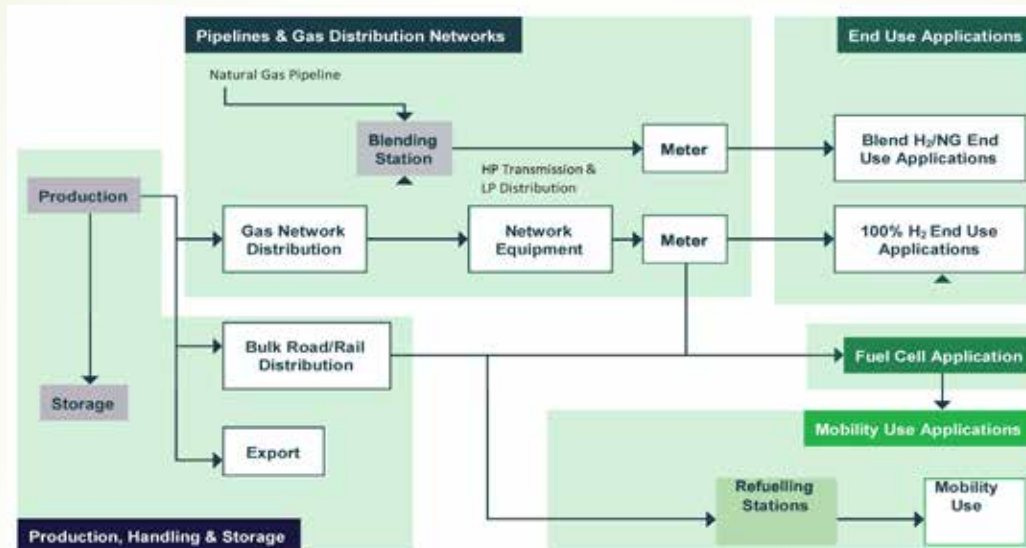 Pipelines & Gas Distribution Networks
End Use Applications
Natural Gas Pipeline
Blending
Station
Meter
Blend H₂/NG End
Use Applications
HP Transmission &
LP Distribution
Production
Gas Network
Distribution
Network
Equipment
Meter
100% H₂ End Use
Applications
Bulk Road/Rail
Distribution
Fuel Cell Application
Storage
Mobility Use Applications
Export
Refuelling
Stations
Mobility
Use
Production, Handling & Storage